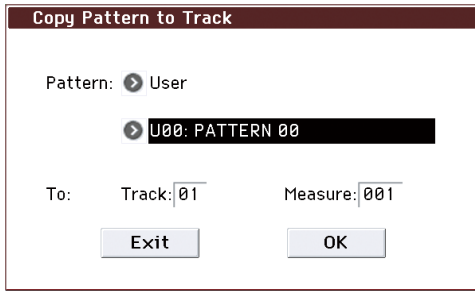 Copy Pattern to Track
Pattern: User
U00: PATTERN 00
To: Track: 01 Measure: 001
Exit OK